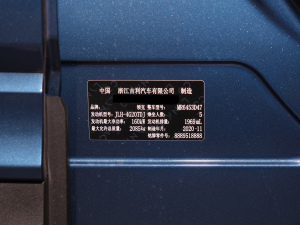 中国 浙江吉利汽车有限公司 制造
品牌: 领克 整车型号: MR6453D47
发动机型号: JLH-4G20TDJ 乘坐人数: 5
发动机最大净功率: 160kW 发动机排量: 1969mL
最大允许总质量: 2085kg 制造年月: 2020-11